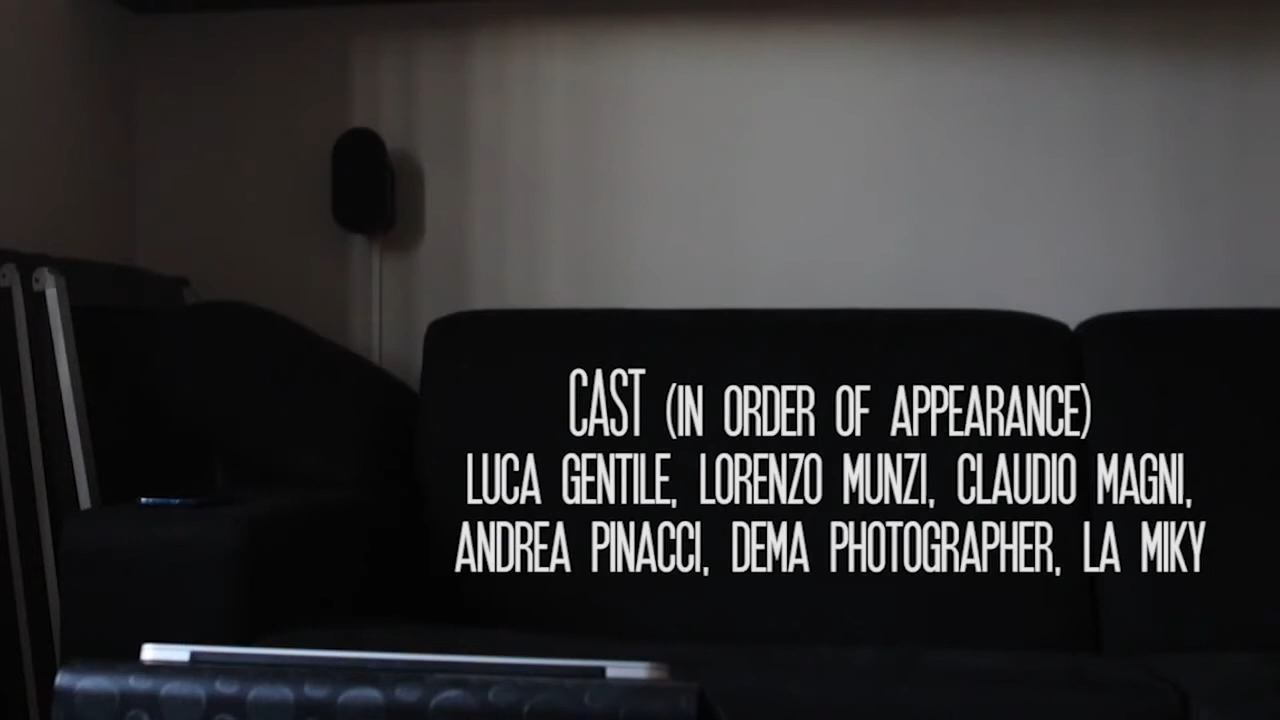 CAST (IN ORDER OF APPEARANCE)
LUCA GENTILE, LORENZO MUNZI, CLAUDIO MAGNI,
ANDREA PINACCI, DEMA PHOTOGRAPHER, LA MIKY